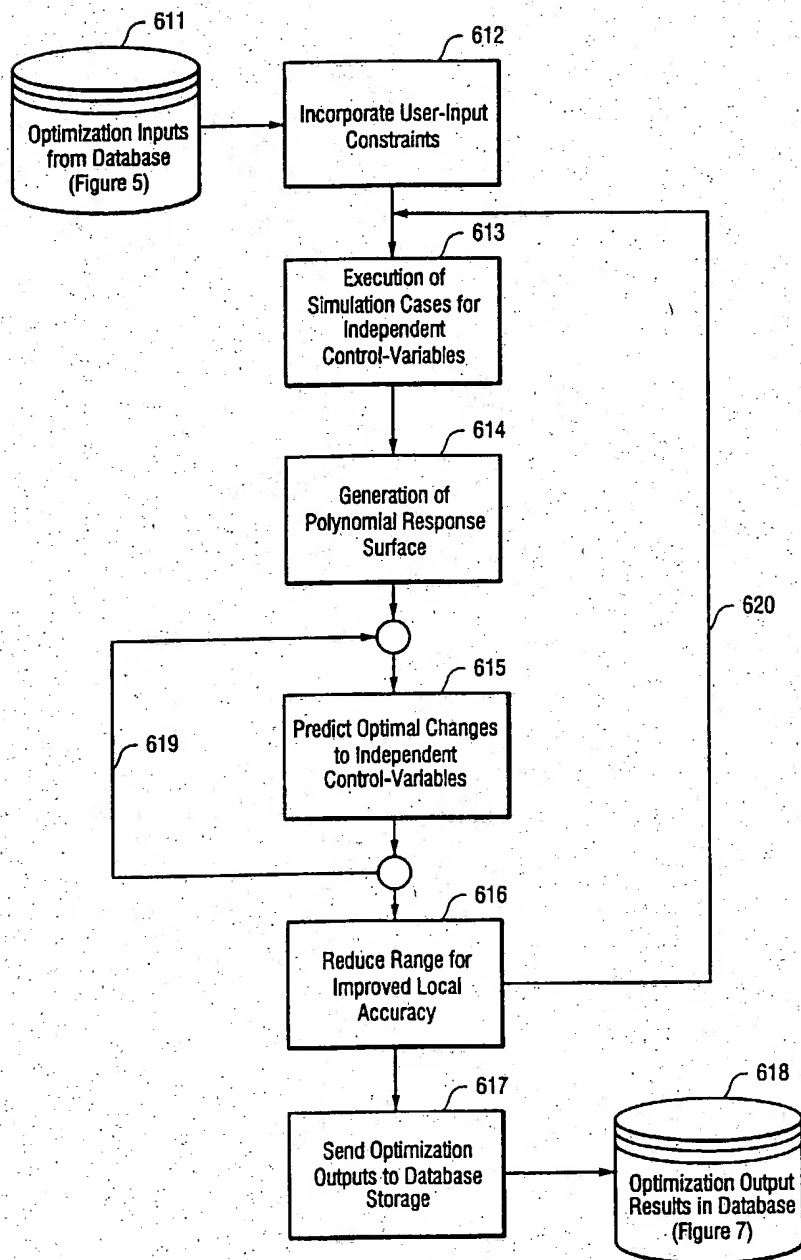 611
Optimization Inputs
from Database
(Figure 5)
612
Incorporate User-Input
Constraints
613
Execution of
Simulation Cases for
Independent
Control-Variables
614
Generation of
Polynomial Response
Surface
620
615
Predict Optimal Changes
to Independent
Control-Variables
619
616
Reduce Range for
Improved Local
Accuracy
617
Send Optimization
Outputs to Database
Storage
618
Optimization Output
Results in Database
(Figure 7)